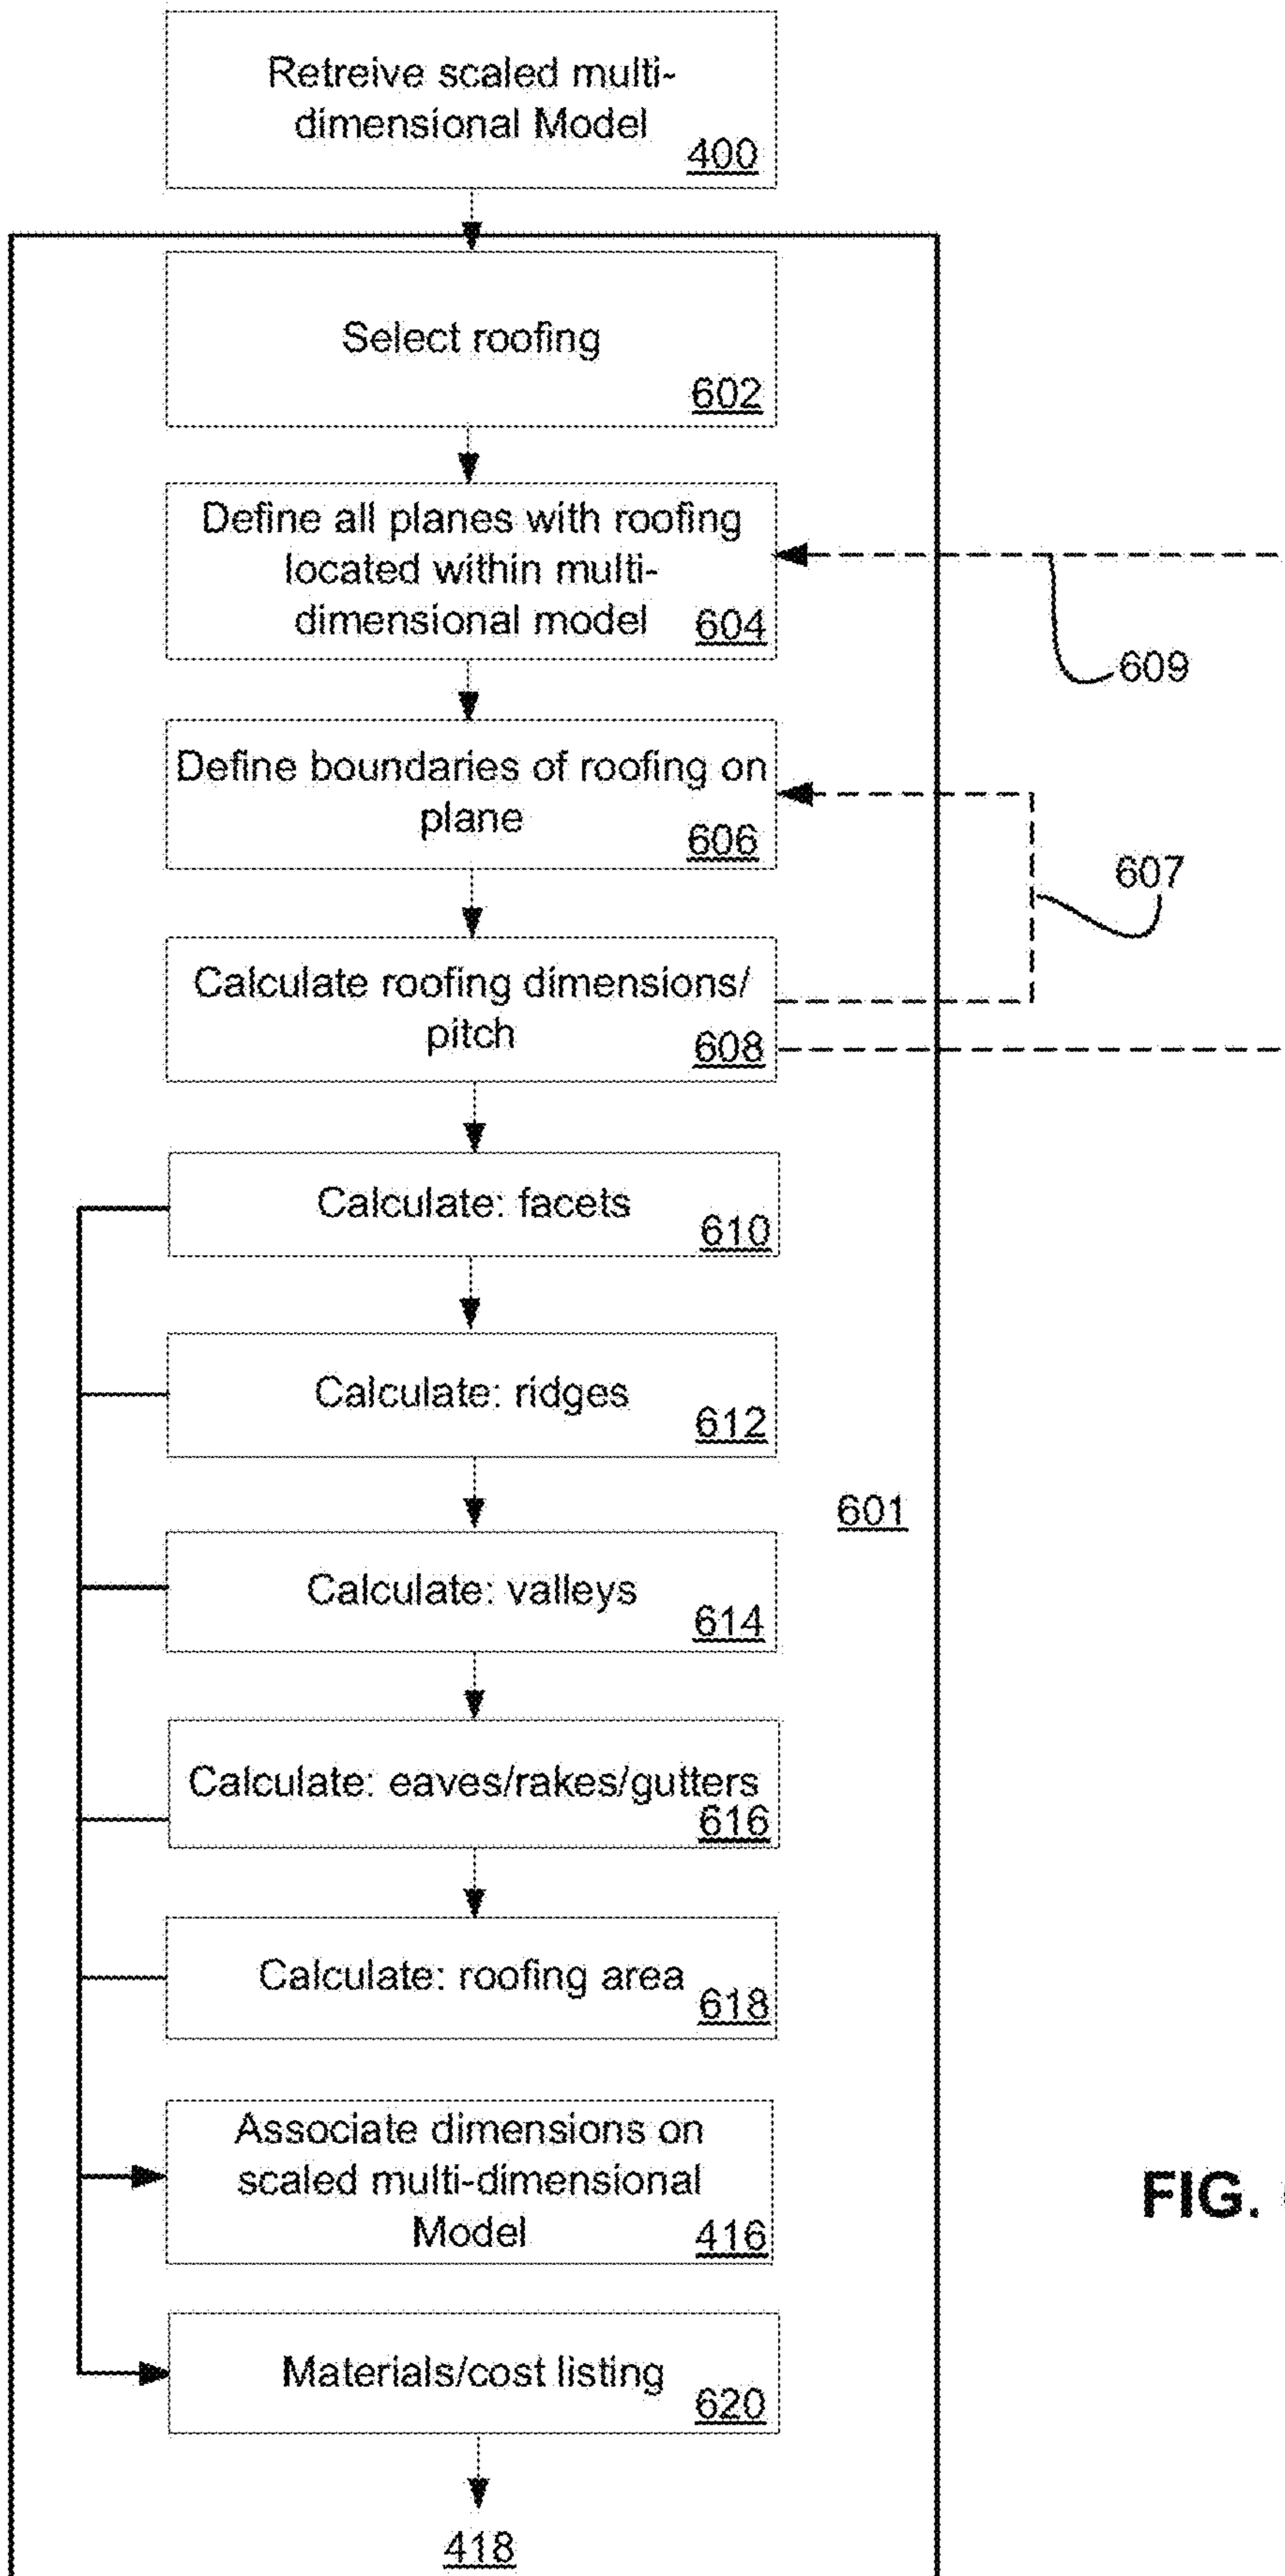 Retreive scaled multi-
dimensional Model
400
Select roofing
602
Define all planes with roofing
located within multi-
dimensional model
604
609
Define boundaries of roofing on
plane
606
607
Calculate roofing dimensions/
pitch
608
Calculate: facets
610
Calculate: ridges
612
601
Calculate: valleys
614
Calculate: eaves/rakes/gutters
616
Calculate: roofing area
618
Associate dimensions on
scaled multi-dimensional
Model
416
FIG.
Materials/cost listing
620
418